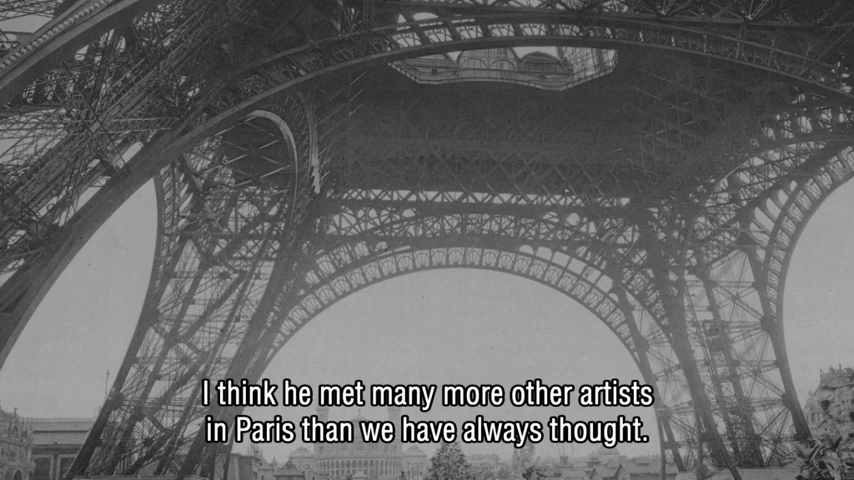 I think he met many more other artists
in Paris than we have always thought.